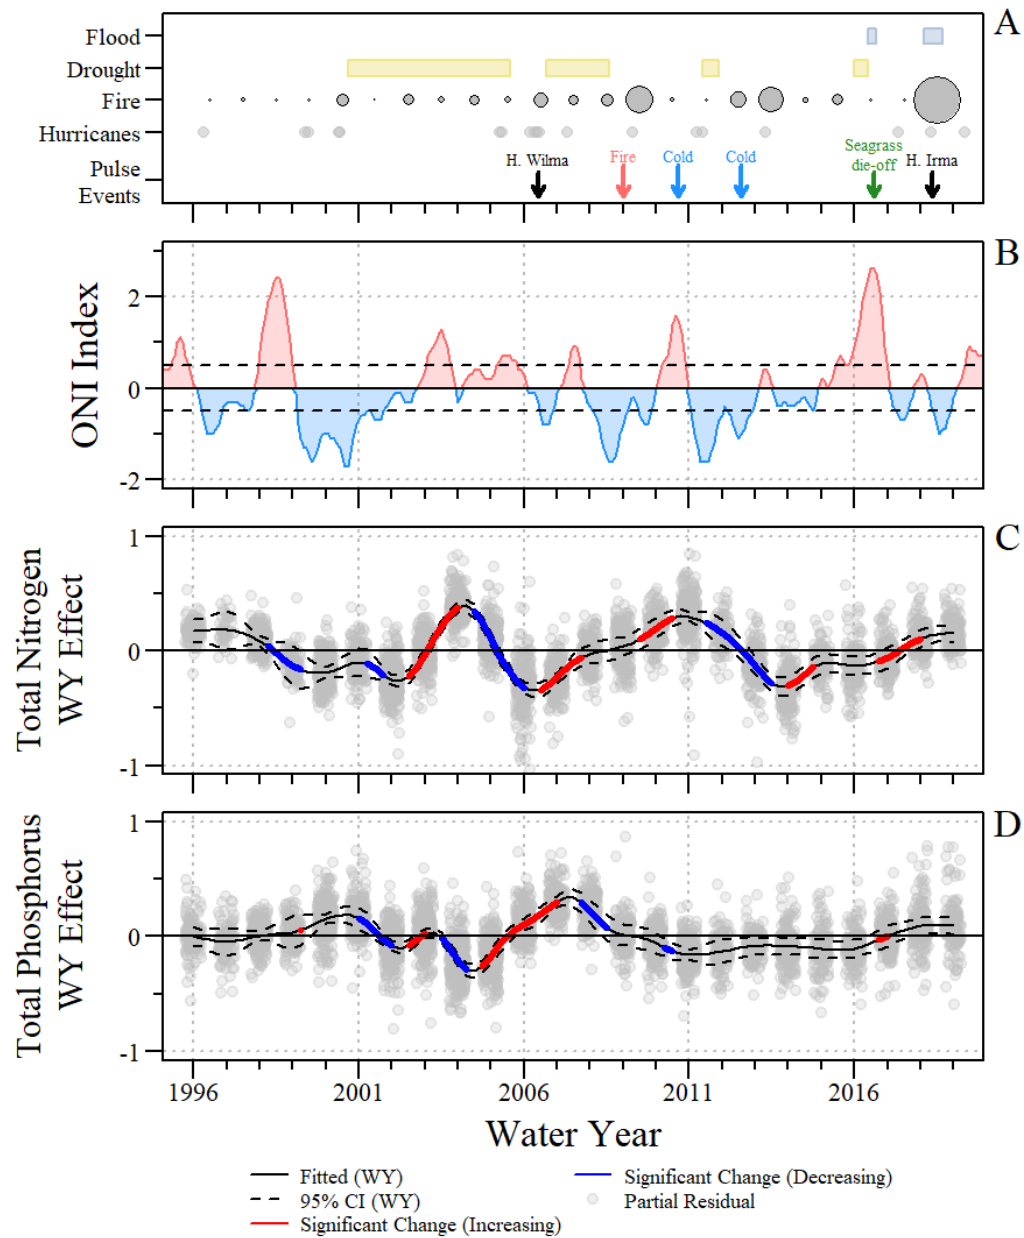 A
Flood
Drought
Fire
Hurricanes
Pulse
Events
H. Wilma
Fire
Cold
Cold
Seagrass
die-off
H. Irma
B
ONI Index
2
0
-2
C
Total Nitrogen
WY Effect
1
0
-1
D
Total Phosphorus
WY Effect
1
0
-1
1996
2001
2006
2011
2016
Water Year
Fitted (WY)
95% CI (WY)
Significant Change (Increasing)
Significant Change (Decreasing)
Partial Residual